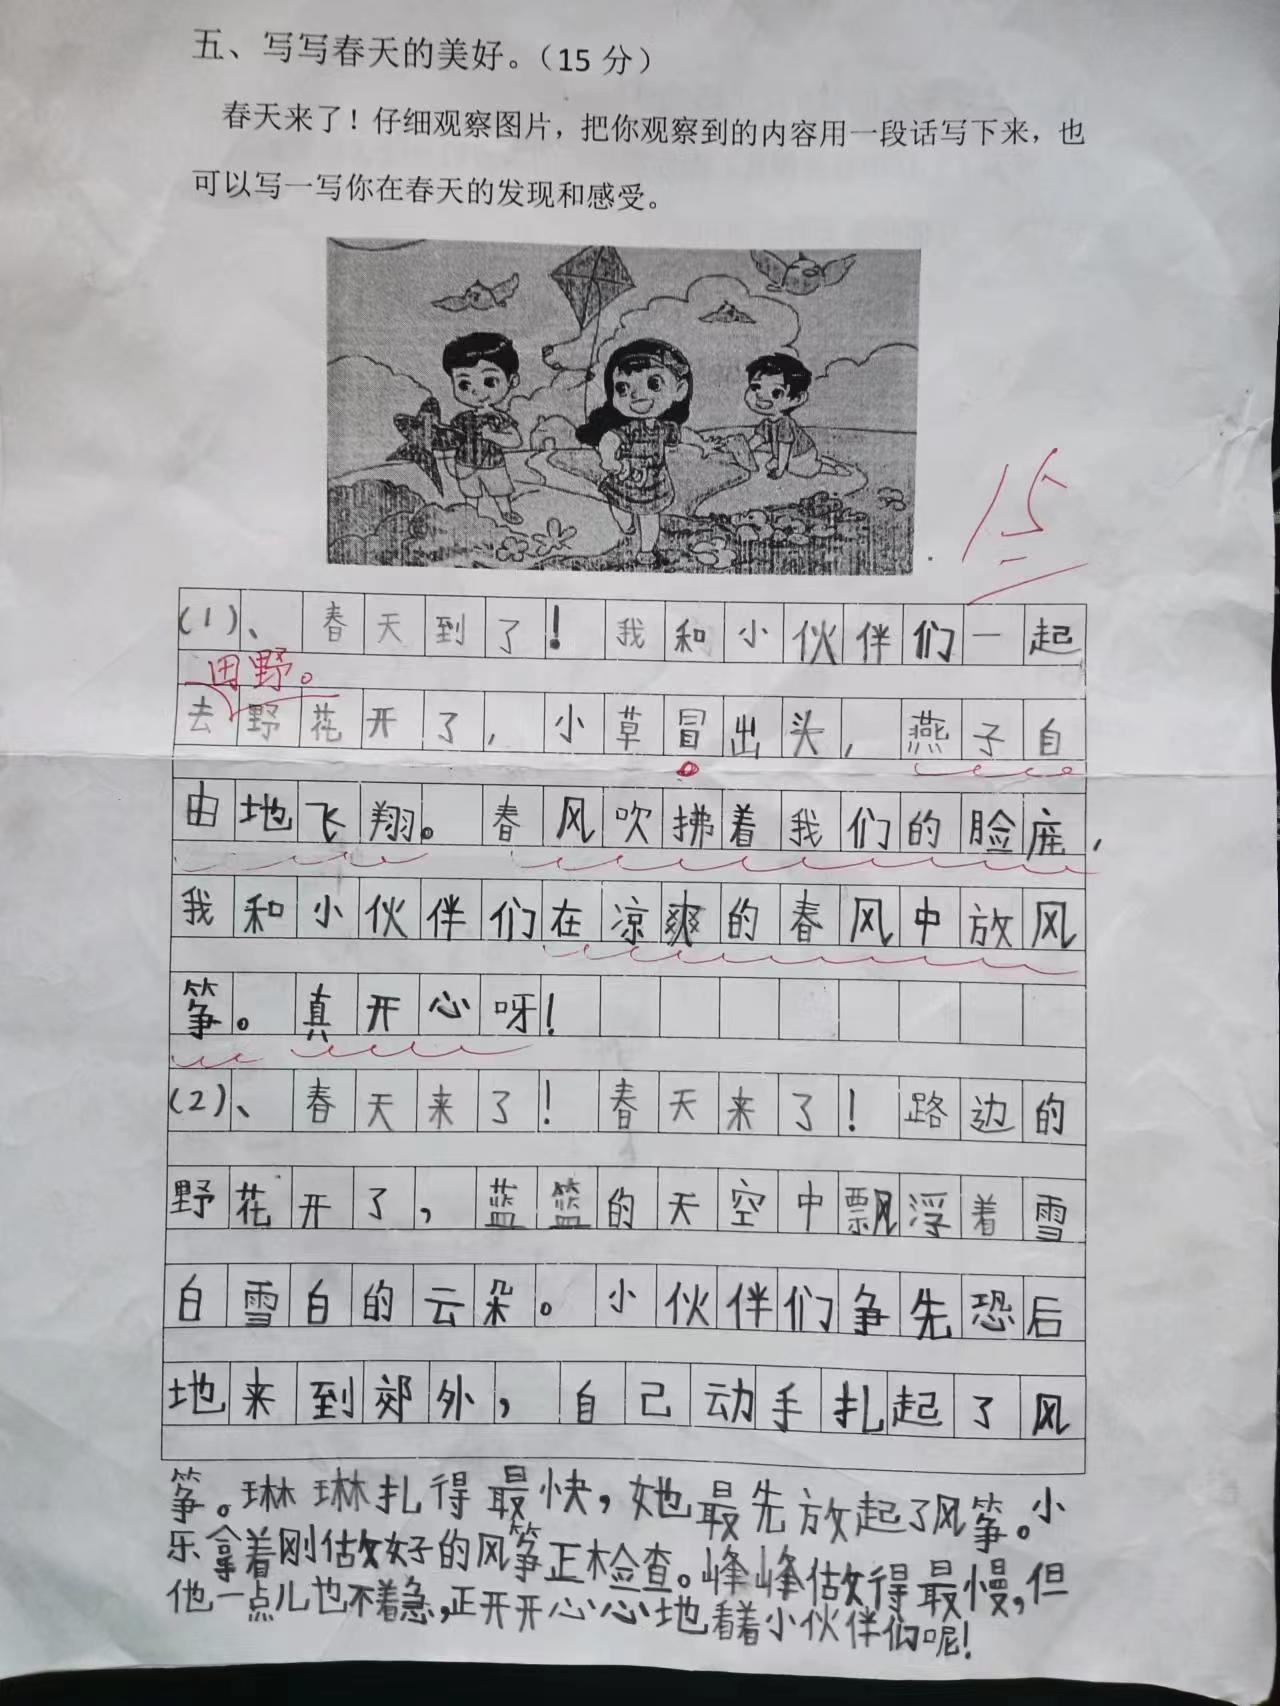 五、写写春天的美好。（15 分）
春天来了！仔细观察图片，把你观察到的内容用一段话写下来，也
可以写一写你在春天的发现和感受。
15
(1)、春天到了！我和小伙伴们一起
田野。
去野花开了，小草冒出头，燕子自
由地飞翔。春风吹拂着我们的脸庞，
我和小伙伴们在凉爽的春风中放风
筝。真开心呀！
(2)、春天来了！春天来了！路边的
野花开了，蓝篮的天空中飘浮着雪
白雪白的云朵。小伙伴们争先恐后
地来到郊外，自己动手扎起了风
筝。琳琳扎得最快，她最先放起了风筝。小
乐拿着刚做好的风筝正检查。峰峰做得最慢，但
他一点儿也不着急，正开开心心地看着小伙伴们呢！